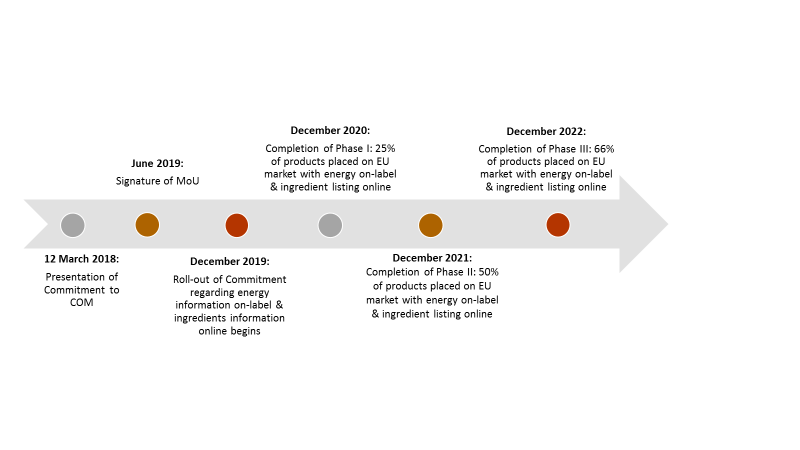 12 March 2018:
Presentation of
Commitment to
COM
June 2019:
Signature of MoU
December 2019:
Roll-out of Commitment
regarding energy
information on-label &
ingredients information
online begins
December 2020:
Completion of Phase I: 25%
of products placed on EU
market with energy on-label
& ingredient listing online
December 2021:
Completion of Phase II: 50%
of products placed on EU
market with energy on-label
& ingredient listing online
December 2022:
Completion of Phase III: 66%
of products placed on EU
market with energy on-label
& ingredient listing online